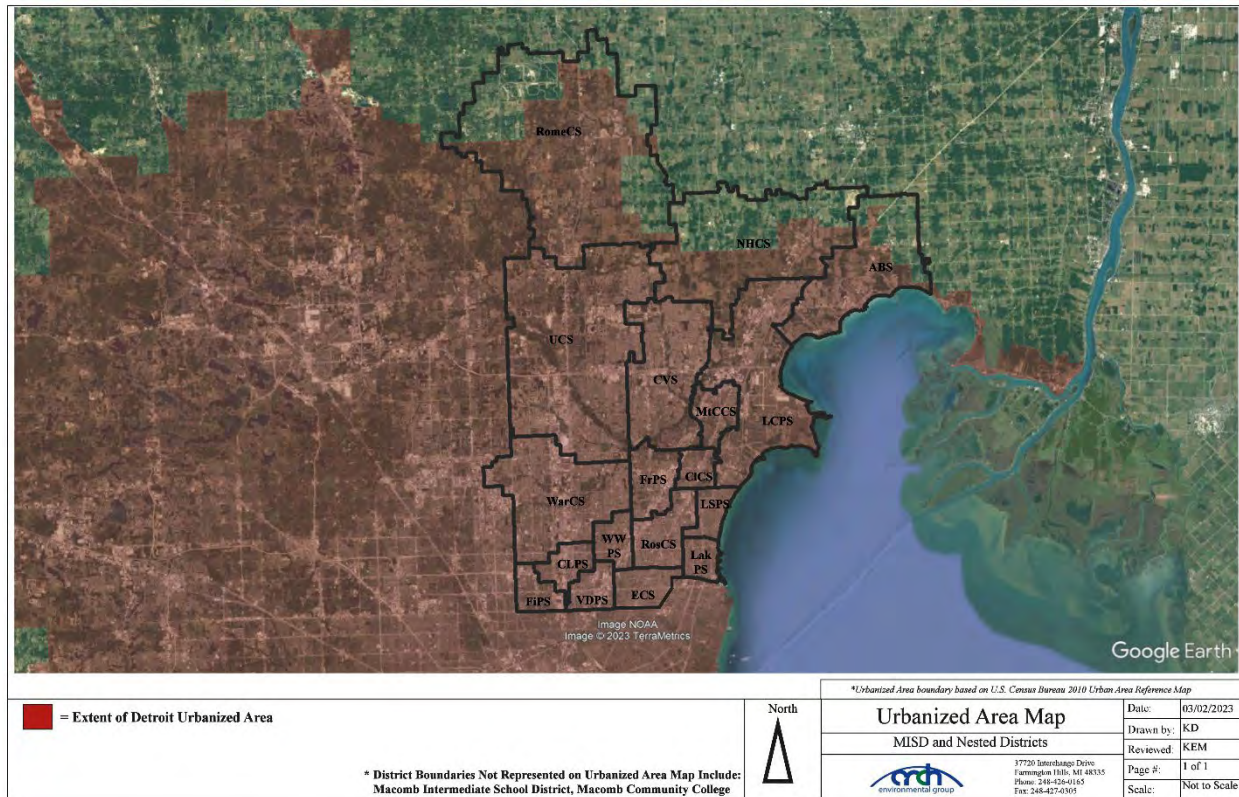 RomeCS
NHCS
ABS
UCS
CVS
MtCCS
LCPS
FrPS
ClCS
WarCS
LSPS
WW
PS
RosCS
Lak
PS
CLPS
FiPS
VDPS
ECS
Image NOAA
Image © 2023 TerraMetrics
Google Earth
*Urbanized Area boundary based on U.S. Census Bureau 2010 Urban Area Reference Map
= Extent of Detroit Urbanized Area
* District Boundaries Not Represented on Urbanized Area Map Include:
Macomb Intermediate School District, Macomb Community College
North
Urbanized Area Map
MISD and Nested Districts
arch
environmental group
37720 Interchange Drive
Farmington Hills, MI 48335
Phone: 248-426-0165
Fax: 248-427-0305
Date: 03/02/2023
Drawn by: KD
Reviewed: KEM
Page #: 1 of 1
Scale: Not to Scale